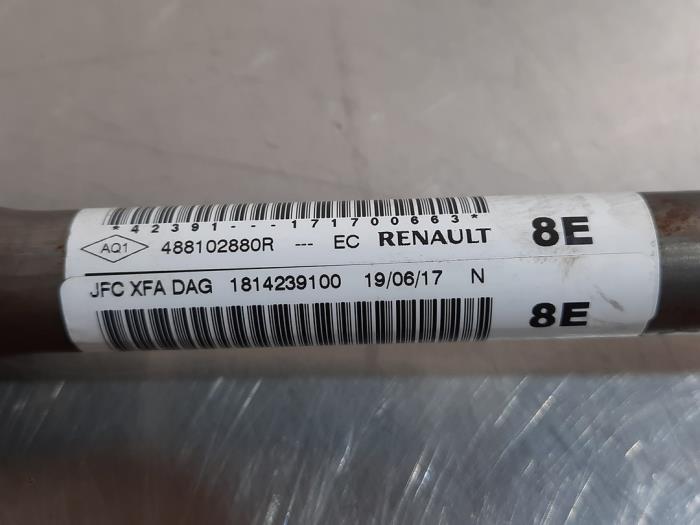 *42391---171700663*
AQ1 488102880R --- EC RENAULT 8E
JFC XFA DAG 1814239100 19/06/17 N
8E